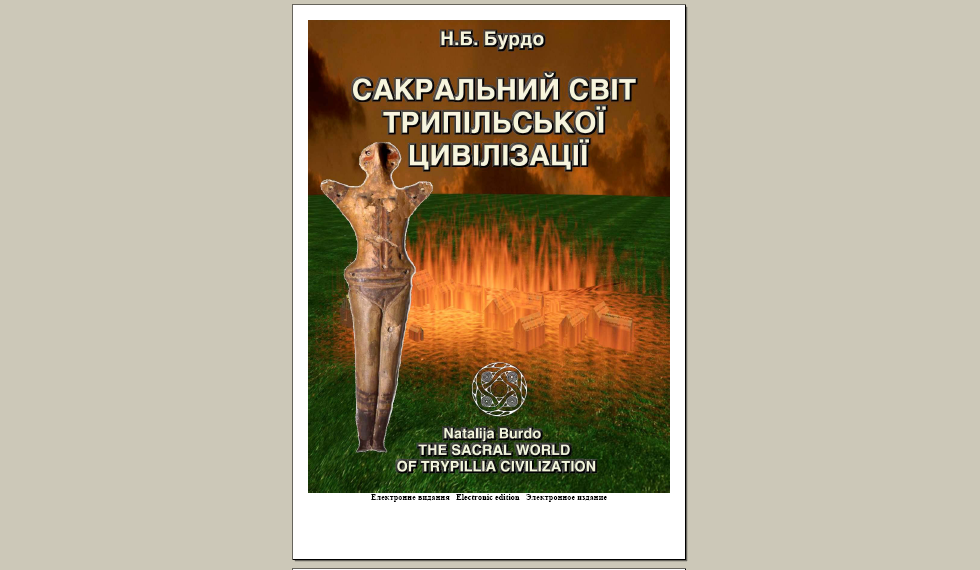 Н.Б. Бурдо
САКРАЛЬНИЙ СВІТ
ТРИПІЛЬСЬКОЇ
ЦИВІЛІЗАЦІЇ
Natalija Burdo
THE SACRAL WORLD
OF TRYPILLIA CIVILIZATION
Електронне видання Electronic edition Электронное издание